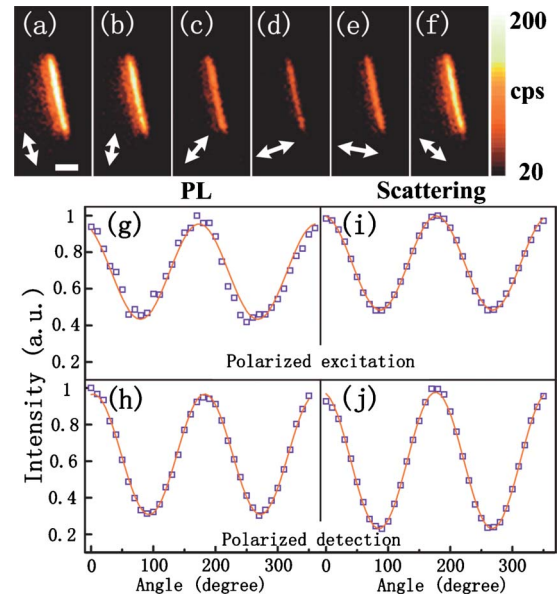 (a) (b) (c) (d) (e) (f)
200
cps
20
PL Scattering
(g) (i)
1
0.8
0.6
0.4
0.2
Polarized excitation
(h) (j)
1
0.8
0.6
0.4
0.2
Polarized detection
Intensity (a.u.)
0 100 200 300 0 100 200 300
Angle (degree) Angle (degree)